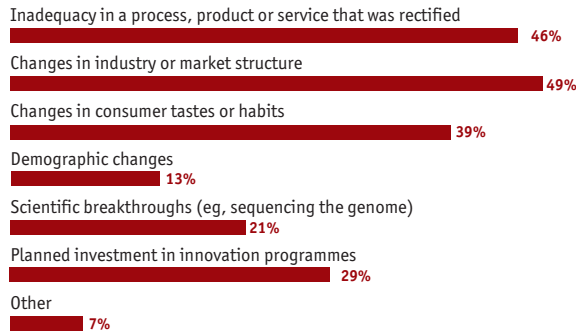 Inadequacy in a process, product or service that was rectified
46%
Changes in industry or market structure
49%
Changes in consumer tastes or habits
39%
Demographic changes
13%
Scientific breakthroughs (eg, sequencing the genome)
21%
Planned investment in innovation programmes
29%
Other
7%